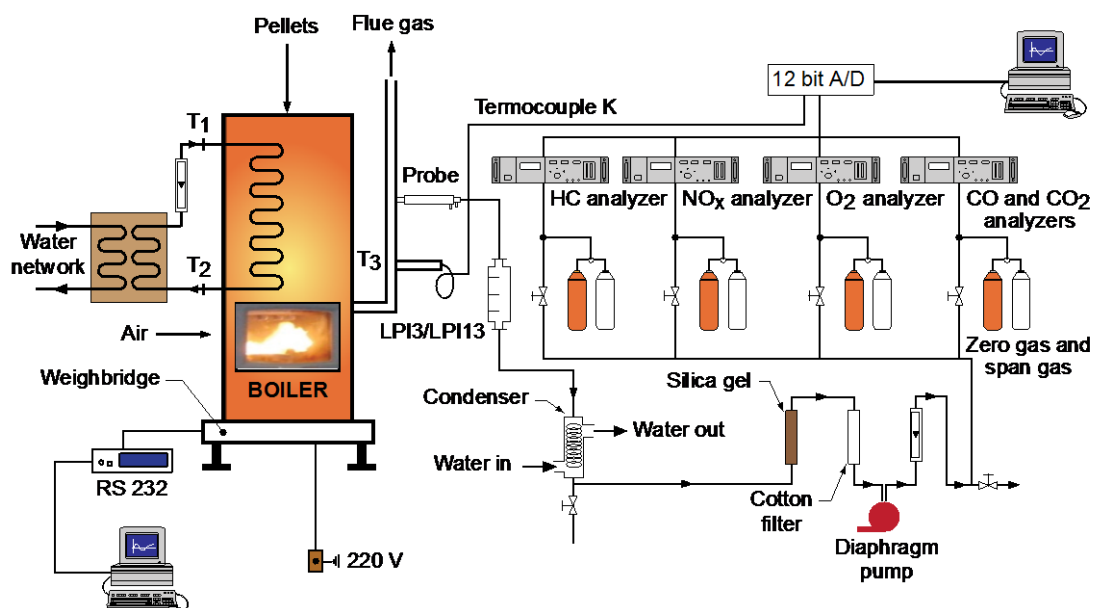 Pellets
Flue gas
12 bit A/D
Termocouple K
T1
Probe
HC analyzer
NOx analyzer
O2 analyzer
CO and CO2
analyzers
Water
network
T2
T3
Air
LPI3/LPI13
Zero gas and
span gas
Weighbridge
BOILER
Condenser
Silica gel
Water out
Water in
RS 232
Cotton
filter
220 V
Diaphragm
pump